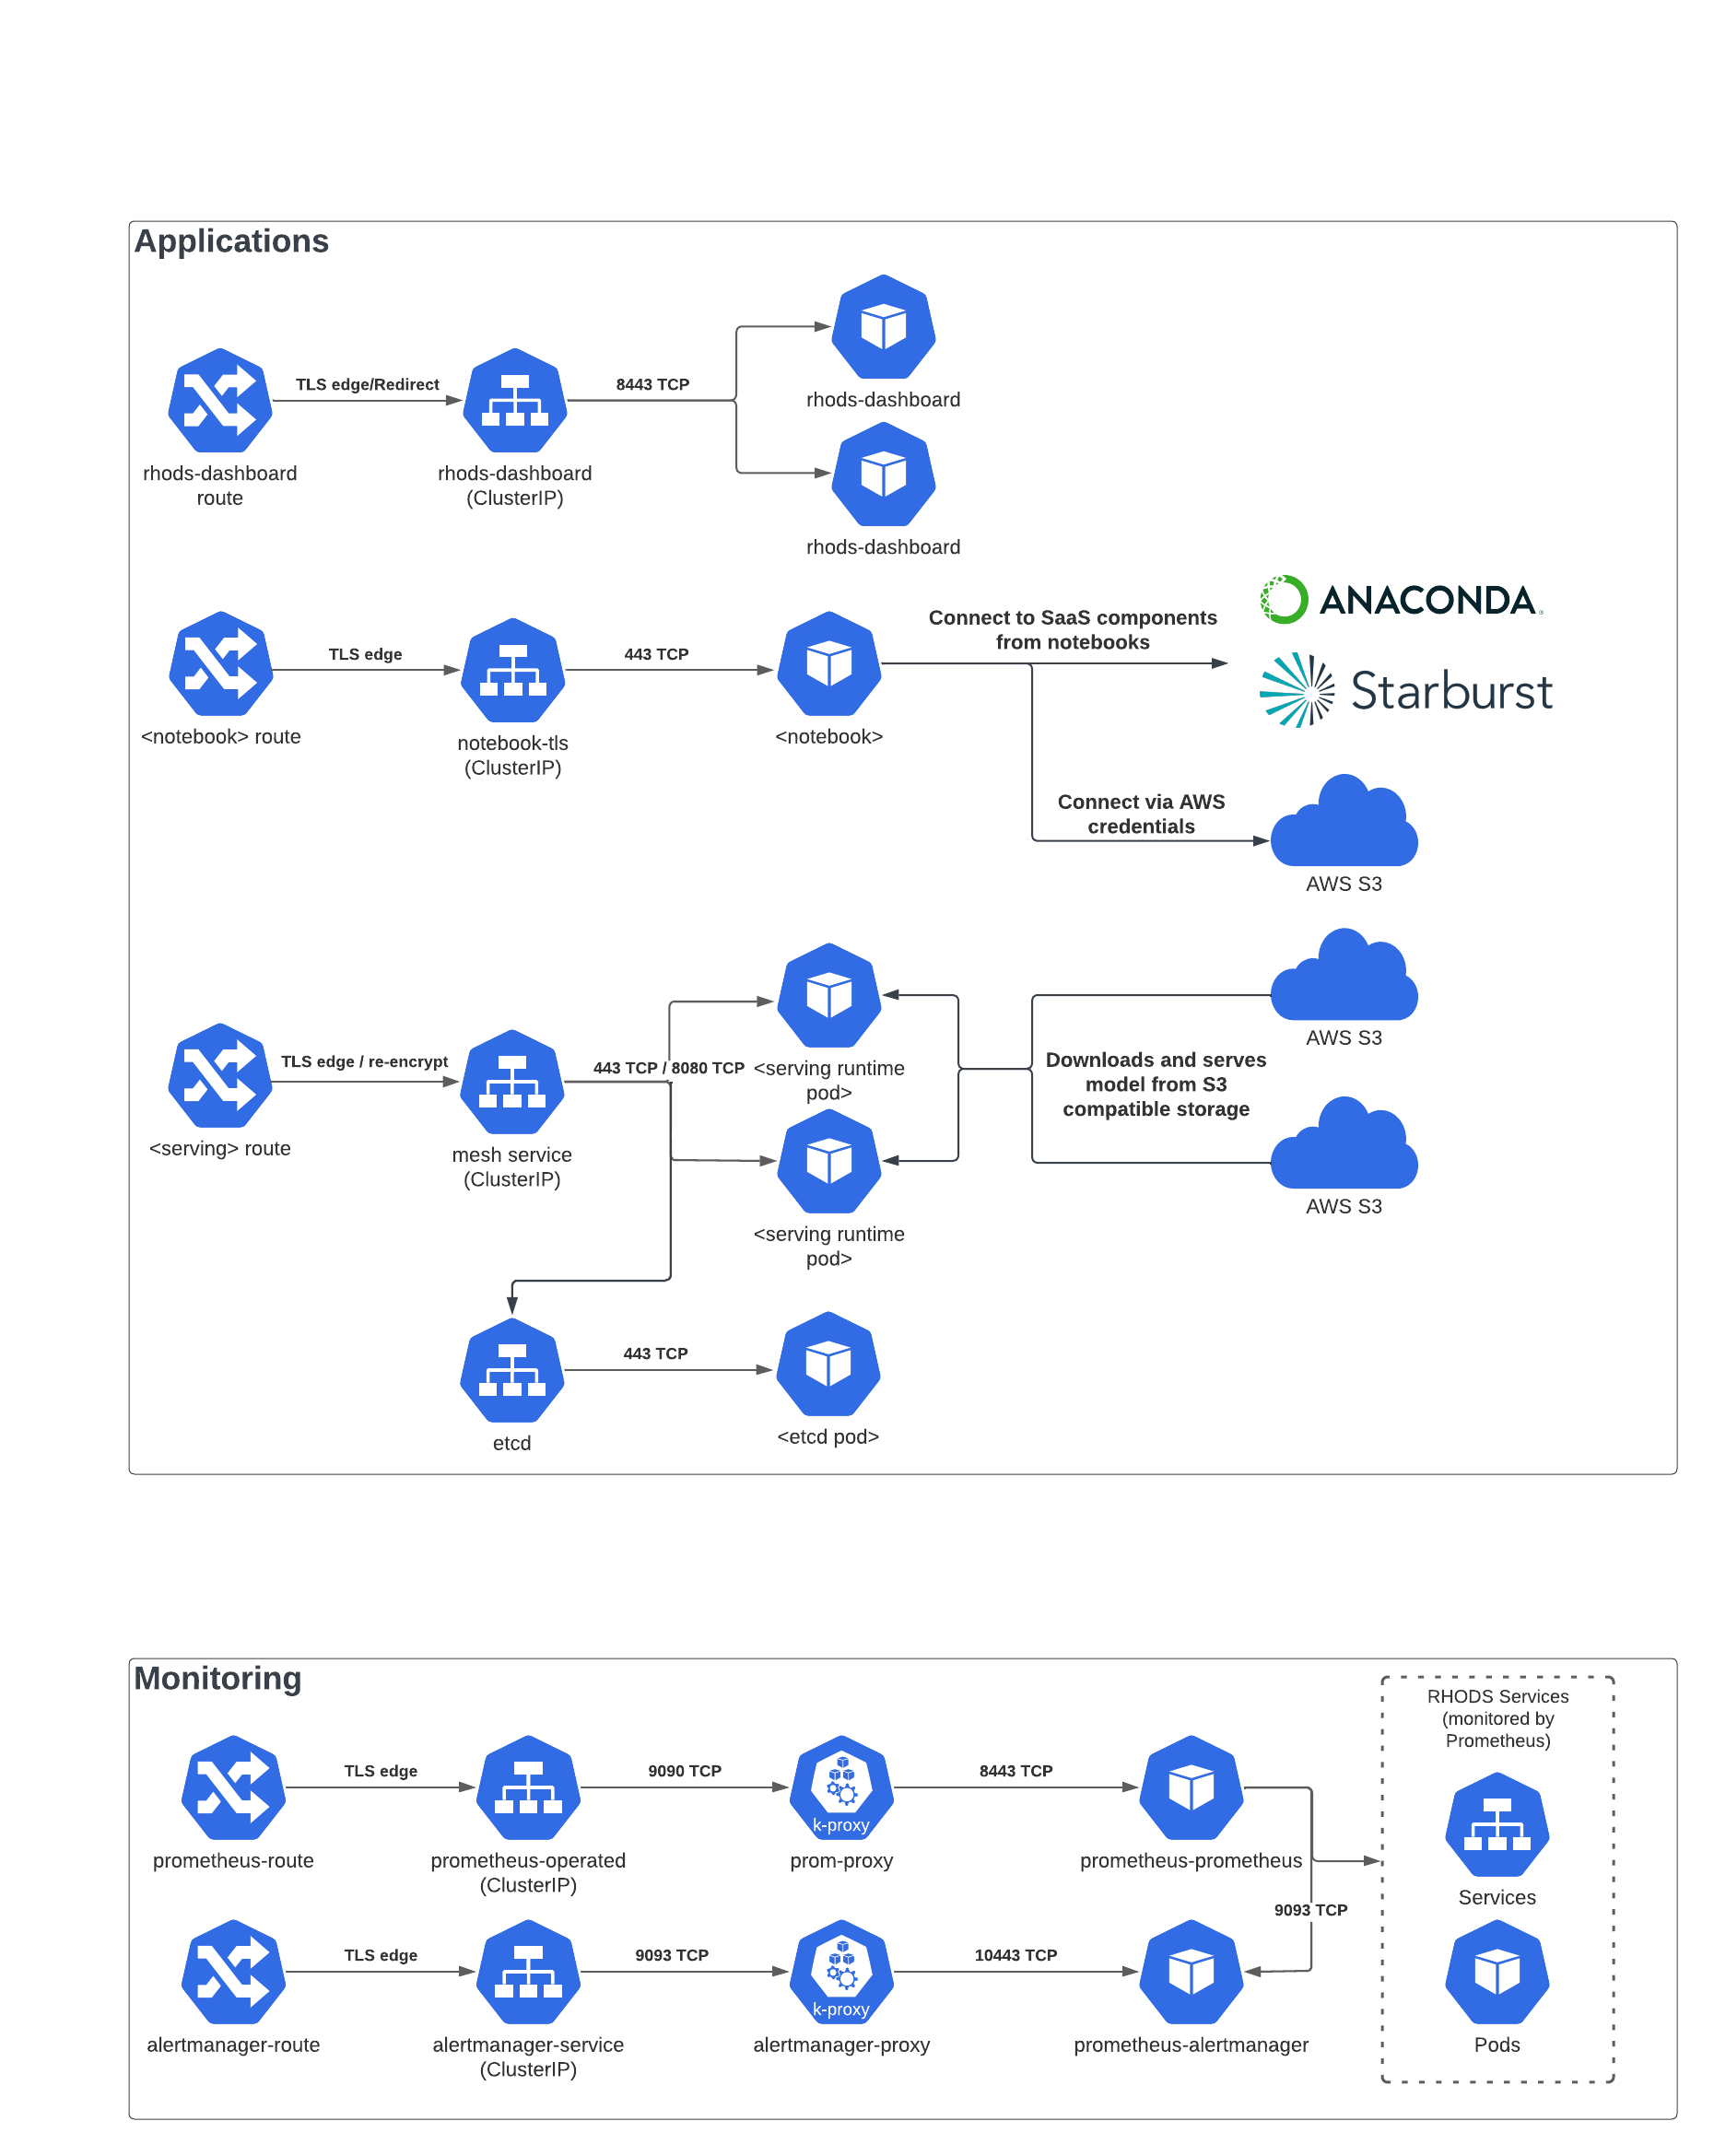 Applications
TLS edge/Redirect
8443 TCP
rhods-dashboard
rhods-dashboard
route
rhods-dashboard
(ClusterIP)
rhods-dashboard
ANACONDA
Connect to SaaS components
from notebooks
TLS edge
443 TCP
Starburst
<notebook> route
notebook-tls
(ClusterIP)
<notebook>
Connect via AWS
credentials
AWS S3
AWS S3
TLS edge / re-encrypt
443 TCP / 8080 TCP
<serving runtime
pod>
Downloads and serves
model from S3
compatible storage
<serving> route
mesh service
(ClusterIP)
AWS S3
<serving runtime
pod>
443 TCP
etcd
<etcd pod>
Monitoring
RHODS Services
(monitored by
Prometheus)
TLS edge
9090 TCP
8443 TCP
k-proxy
prometheus-route
prometheus-operated
(ClusterIP)
prom-proxy
prometheus-prometheus
Services
9093 TCP
TLS edge
9093 TCP
10443 TCP
k-proxy
alertmanager-route
alertmanager-service
(ClusterIP)
alertmanager-proxy
prometheus-alertmanager
Pods